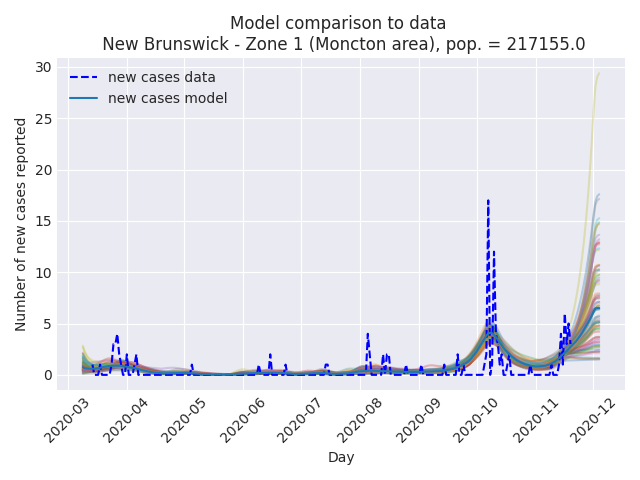 Model comparison to data
New Brunswick - Zone 1 (Moncton area), pop. = 217155.0
new cases data
new cases model
Number of new cases reported
30
25
20
15
10
5
0
2020-03
2020-04
2020-05
2020-06
2020-07
2020-08
2020-09
2020-10
2020-11
2020-12
Day